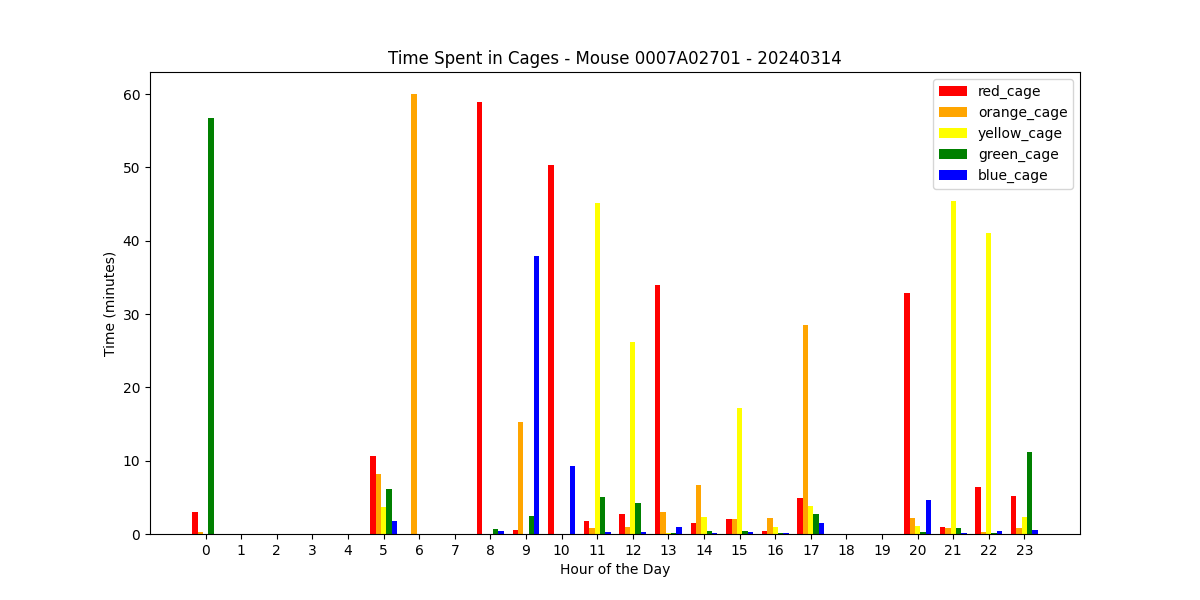 Time Spent in Cages - Mouse 0007A02701 - 20240314
red_cage
orange_cage
yellow_cage
green_cage
blue_cage
Time (minutes)
60
50
40
30
20
10
0
0 1 2 3 4 5 6 7 8 9 10 11 12 13 14 15 16 17 18 19 20 21 22 23
Hour of the Day